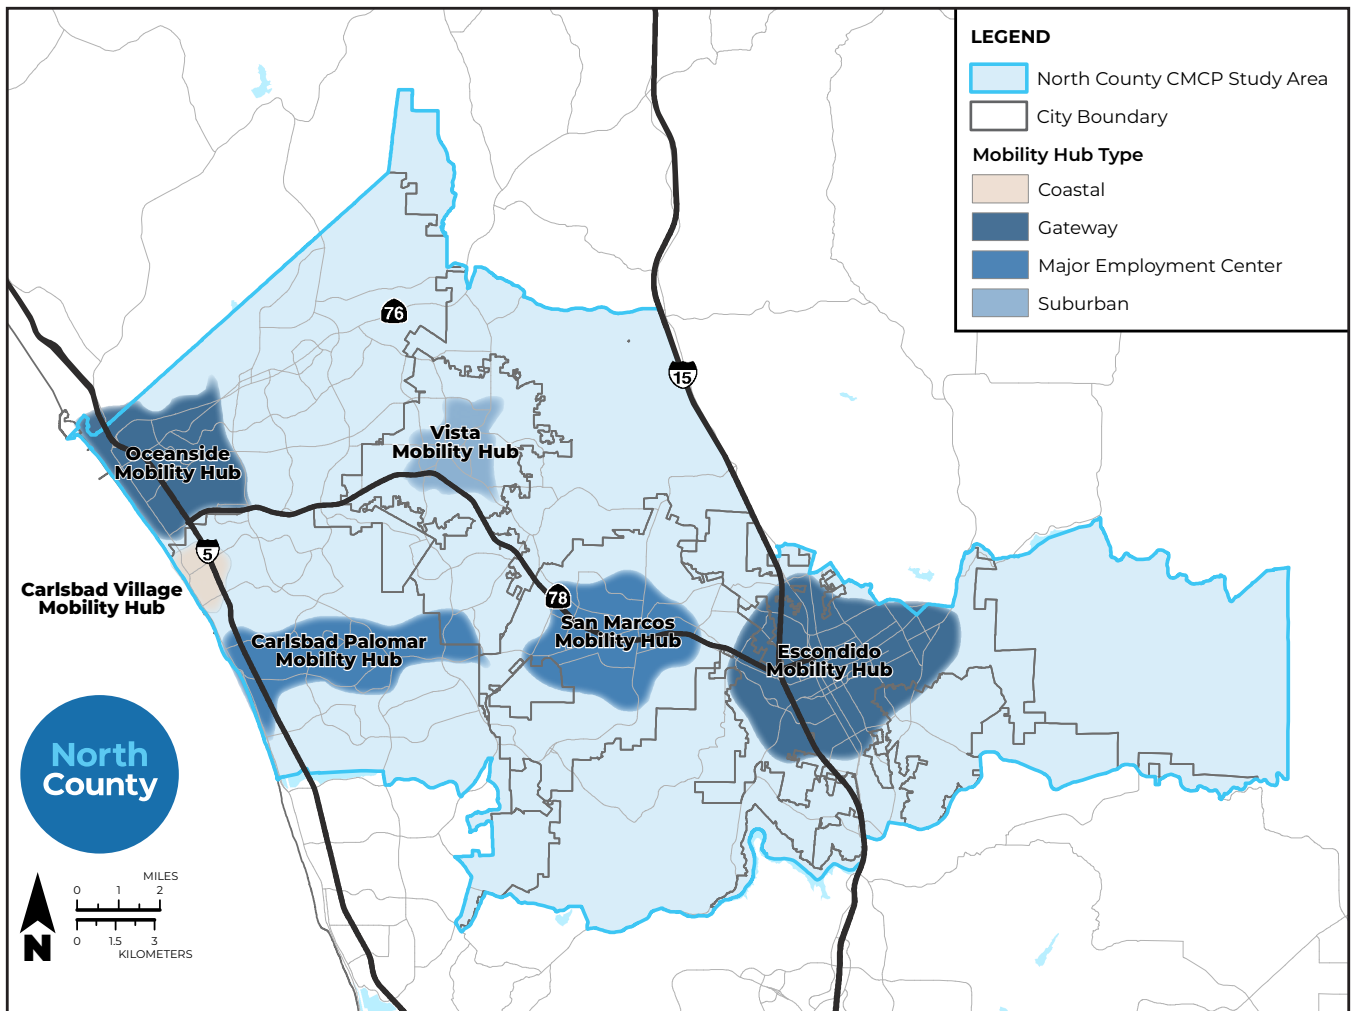 LEGEND
North County CMCP Study Area
City Boundary
Mobility Hub Type
Coastal
Gateway
Major Employment Center
Suburban
76
15
Vista
Mobility Hub
Oceanside
Mobility Hub
5
Carlsbad Village
Mobility Hub
78
San Marcos
Mobility Hub
Carlsbad Palomar
Mobility Hub
Escondido
Mobility Hub
North
County
MILES
0 1 2
0 1.5 3
KILOMETERS
N